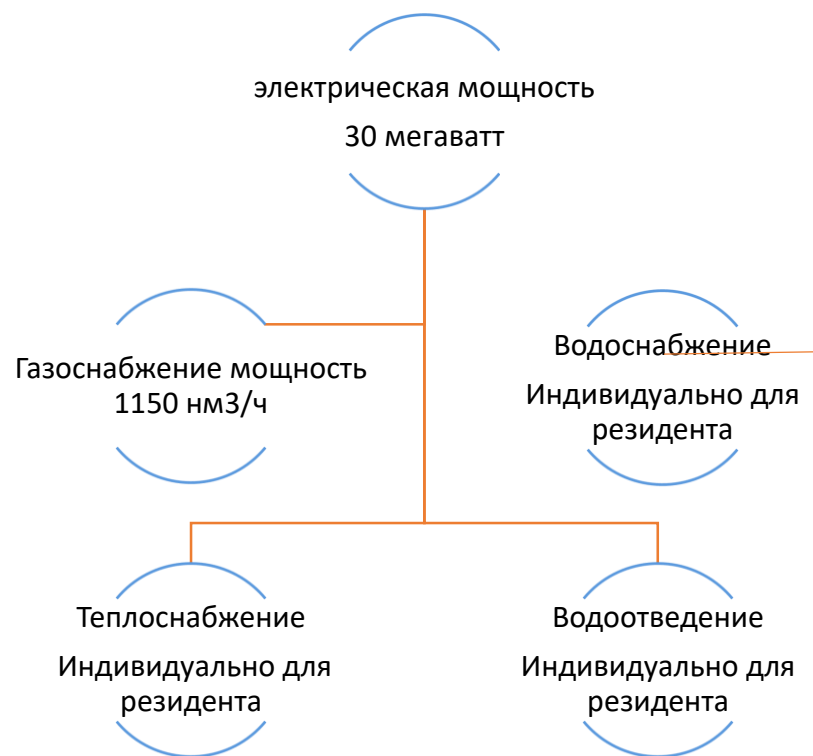 электрическая мощность
30 мегаватт
Газоснабжение мощность
1150 нм3/ч
Водоснабжение
Индивидуально для
резидента
Теплоснабжение
Индивидуально для
резидента
Водоотведение
Индивидуально для
резидента